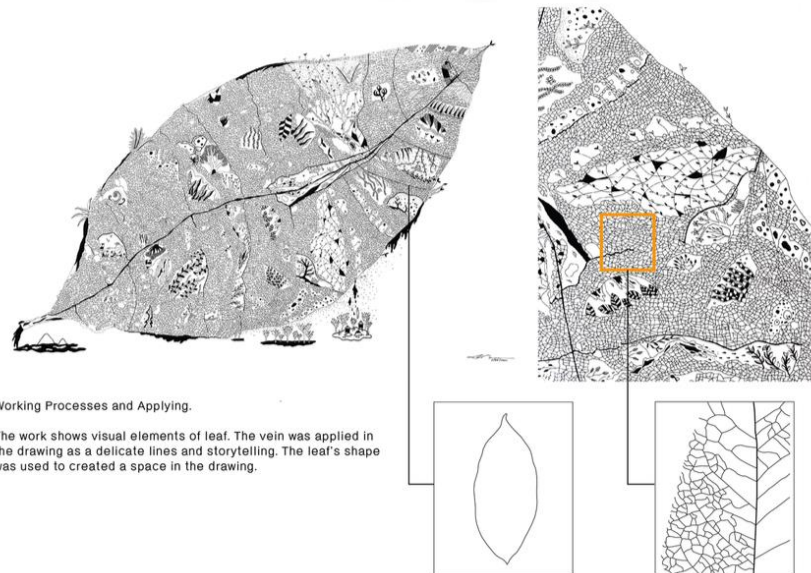 Working Processes and Applying.
The work shows visual elements of leaf. The vein was applied in
the drawing as a delicate lines and storytelling. The leaf's shape
was used to created a space in the drawing.